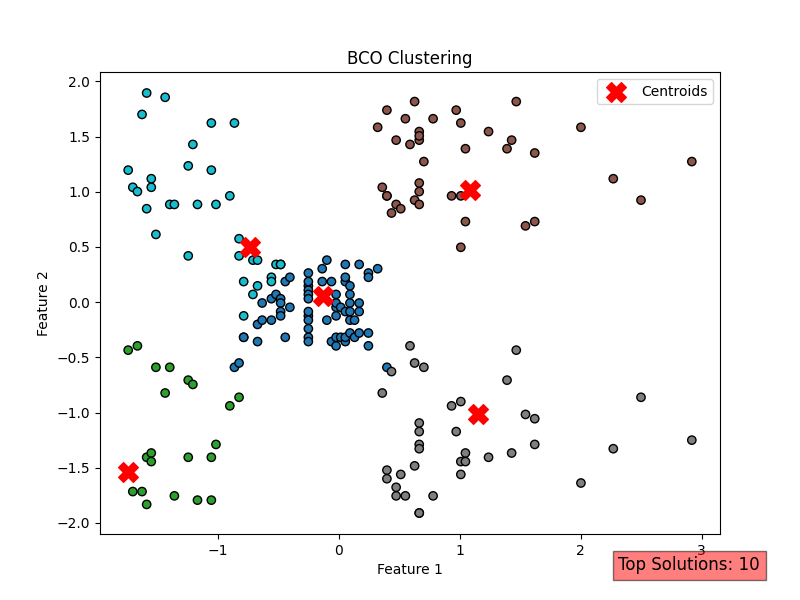 BCO Clustering
Centroids
2.0
1.5
1.0
0.5
0.0
−0.5
−1.0
−1.5
−2.0
Feature 2
−1
0
1
2
3
Feature 1
Top Solutions: 10